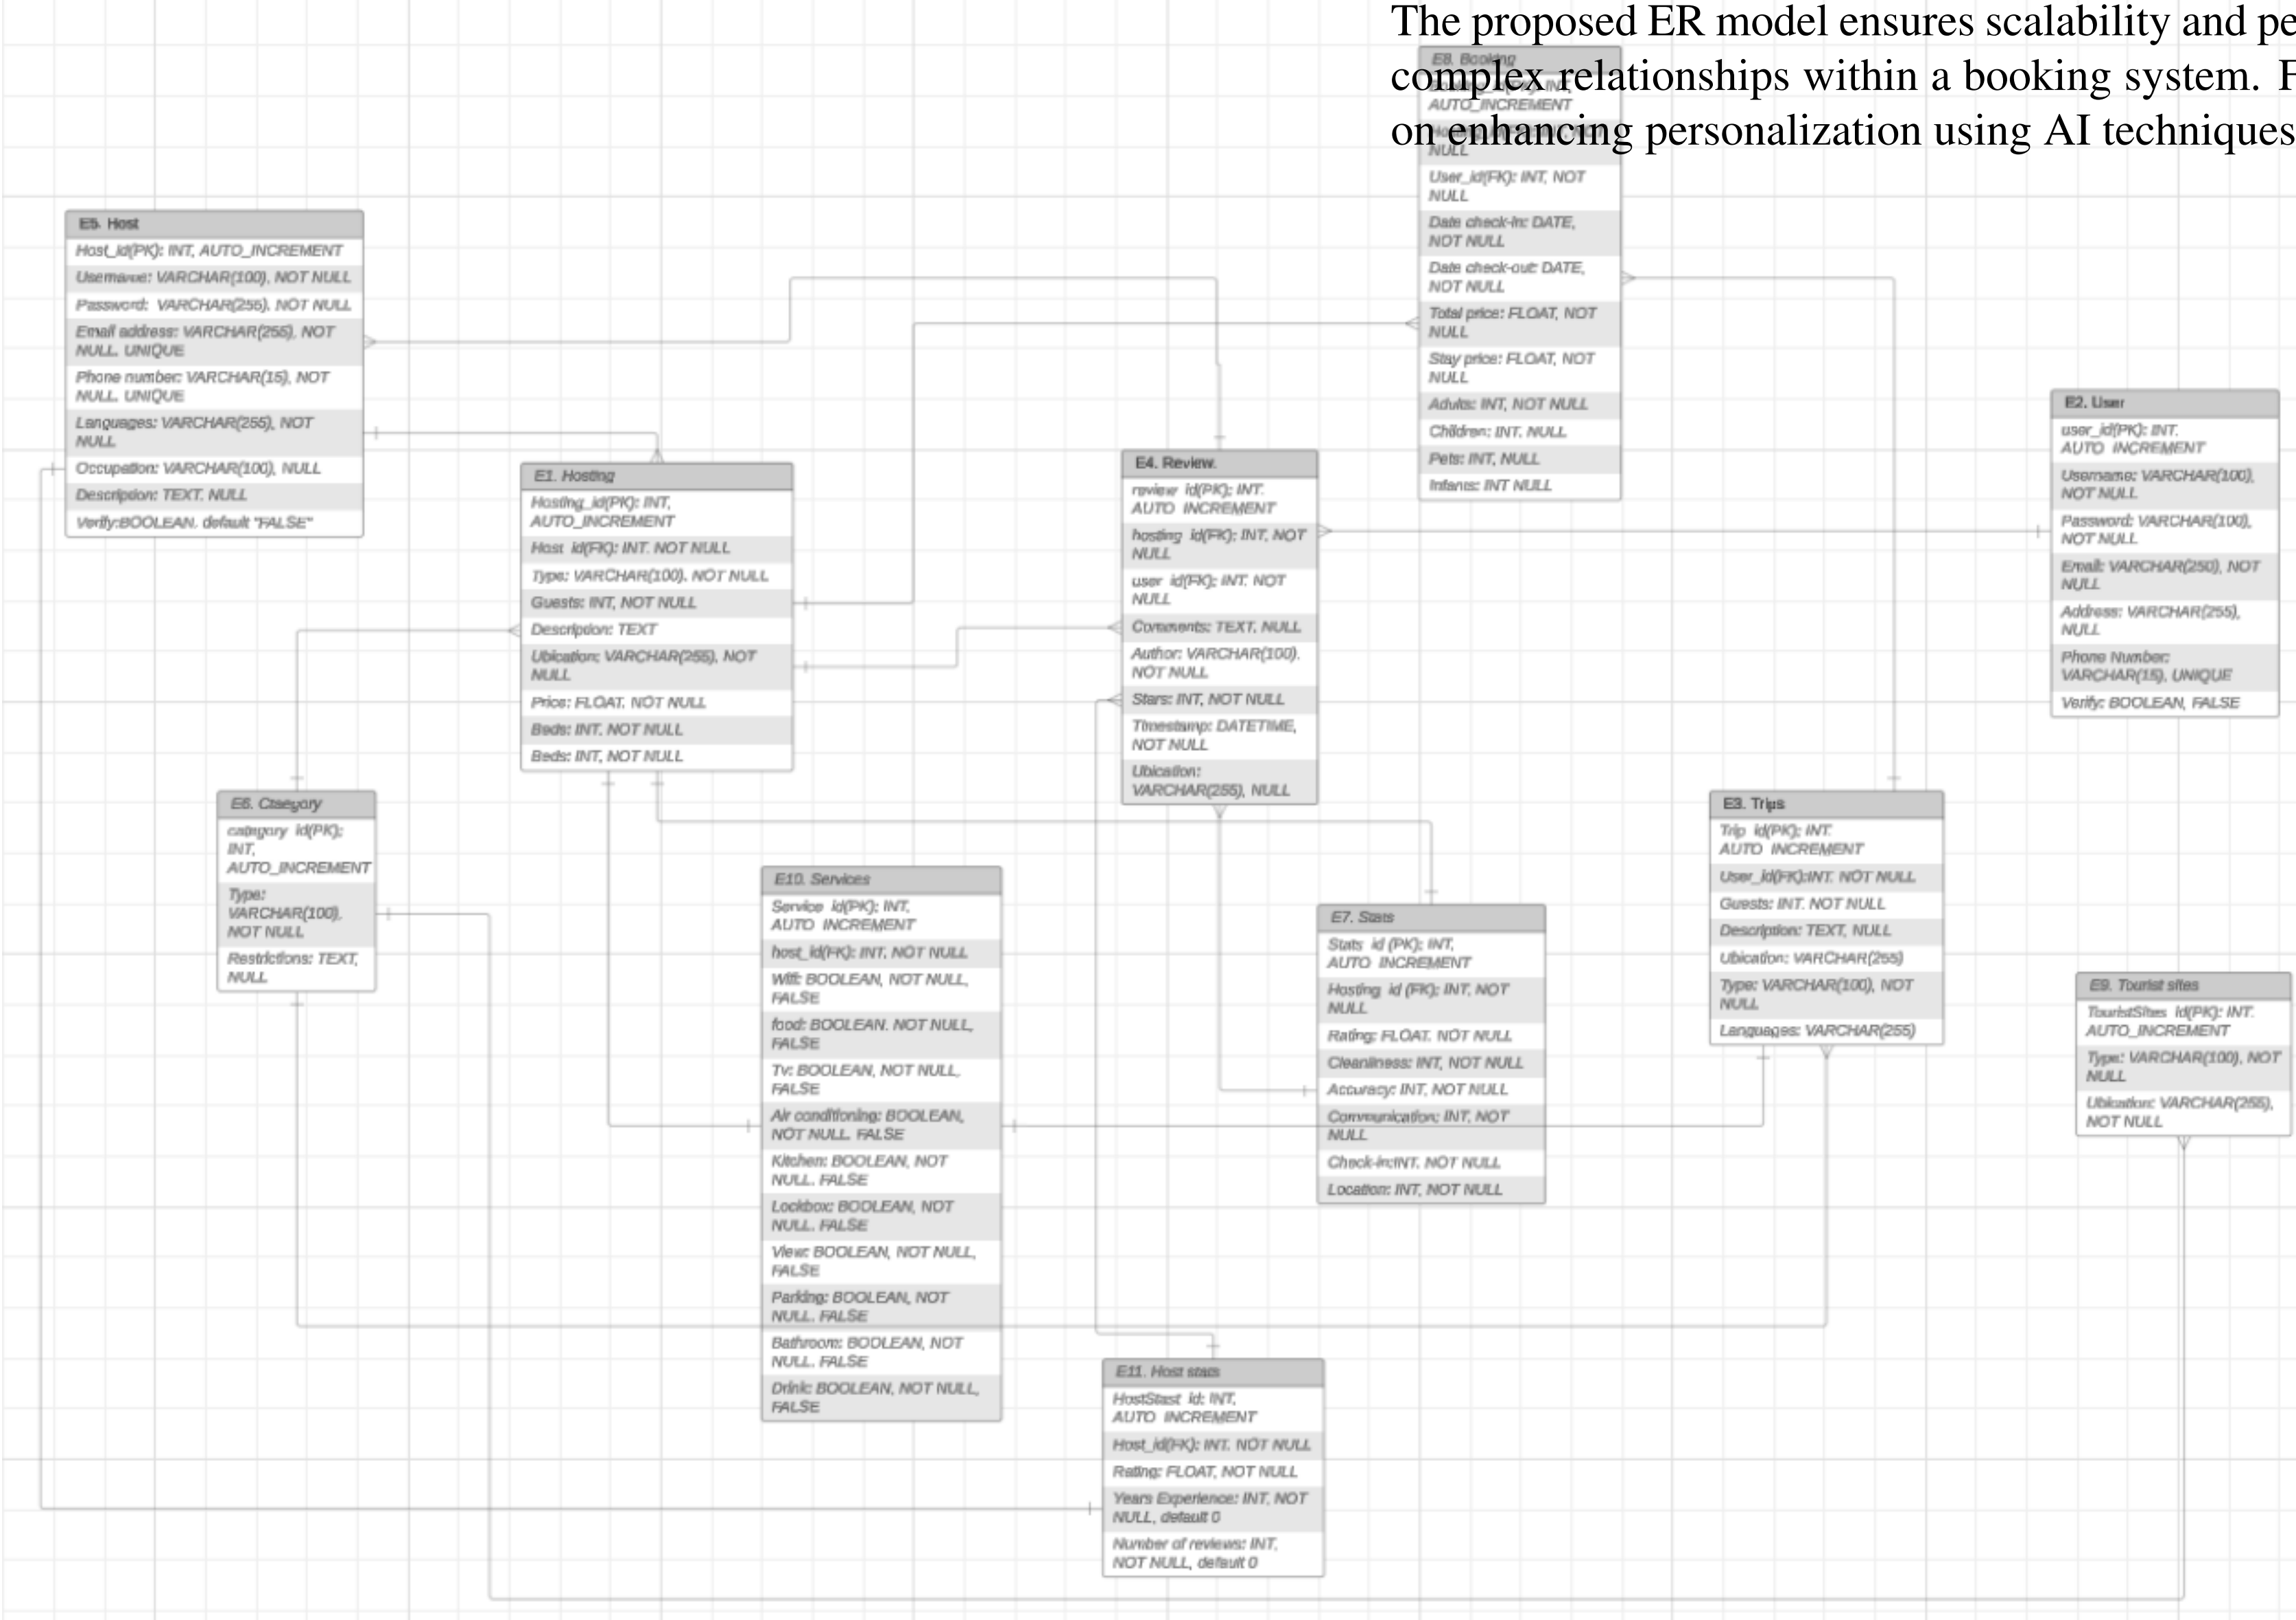 The proposed ER model ensures scalability and pe
complex relationships within a booking system. F
on enhancing personalization using AI techniques
E8. Booking
AUTO_INCREMENT
NULL
User_id(FK): INT, NOT
NULL
Date check-in: DATE,
NOT NULL
Date check-out: DATE,
NOT NULL
Total price: FLOAT, NOT
NULL
Stay price: FLOAT, NOT
NULL
Adults: INT, NOT NULL
Children: INT. NULL
Pets: INT, NULL
Infants: INT NULL
E5. Host
Host_id(PK): INT, AUTO_INCREMENT
Username: VARCHAR(100), NOT NULL
Password: VARCHAR(255). NOT NULL
Email address: VARCHAR(255), NOT
NULL. UNIQUE
Phone number: VARCHAR(15), NOT
NULL. UNIQUE
Languages: VARCHAR(255), NOT
NULL
Occupation: VARCHAR(100), NULL
Description: TEXT. NULL
Verify:BOOLEAN. default "FALSE"
E1. Hosting
Hosting_id(PK): INT,
AUTO_INCREMENT
Host_id(FK): INT. NOT NULL
Type: VARCHAR(100). NOT NULL
Guests: INT, NOT NULL
Description: TEXT
Ubication: VARCHAR(255), NOT
NULL
Price: FLOAT. NOT NULL
Beds: INT. NOT NULL
Beds: INT, NOT NULL
E4. Review.
review_id(PK): INT.
AUTO_INCREMENT
hosting_id(FK): INT, NOT
NULL
user_id(FK): INT. NOT
NULL
Comments: TEXT, NULL
Author: VARCHAR(100).
NOT NULL
Stars: INT, NOT NULL
Timestamp: DATETIME,
NOT NULL
Ubication:
VARCHAR(255), NULL
E2. User
user_id(PK): INT.
AUTO_INCREMENT
Username: VARCHAR(100),
NOT NULL
Password: VARCHAR(100),
NOT NULL
Email: VARCHAR(250), NOT
NULL
Address: VARCHAR(255),
NULL
Phone Number:
VARCHAR(15), UNIQUE
Verify: BOOLEAN, FALSE
E6. Ctaegory
category_id(PK):
INT,
AUTO_INCREMENT
Type:
VARCHAR(100),
NOT NULL
Restrictions: TEXT,
NULL
E10. Services
Service_id(PK): INT,
AUTO_INCREMENT
host_id(FK): INT, NOT NULL
Wifi: BOOLEAN, NOT NULL,
FALSE
food: BOOLEAN. NOT NULL,
FALSE
Tv: BOOLEAN, NOT NULL,
FALSE
Air conditioning: BOOLEAN,
NOT NULL. FALSE
Kitchen: BOOLEAN, NOT
NULL. FALSE
Lockbox: BOOLEAN, NOT
NULL. FALSE
View: BOOLEAN, NOT NULL,
FALSE
Parking: BOOLEAN, NOT
NULL. FALSE
Bathroom: BOOLEAN, NOT
NULL. FALSE
Drink: BOOLEAN, NOT NULL,
FALSE
E7. Stats
Stats_id (PK): INT,
AUTO_INCREMENT
Hosting_id (FK): INT, NOT
NULL
Rating: FLOAT. NOT NULL
Cleanliness: INT, NOT NULL
Accuracy: INT, NOT NULL
Communication: INT, NOT
NULL
Check-in:INT. NOT NULL
Location: INT, NOT NULL
E3. Trips
Trip_id(PK): INT.
AUTO_INCREMENT
User_id(FK):INT. NOT NULL
Guests: INT. NOT NULL
Description: TEXT, NULL
Ubication: VARCHAR(255)
Type: VARCHAR(100), NOT
NULL
Languages: VARCHAR(255)
E9. Tourist sites
TouristSites_id(PK): INT.
AUTO_INCREMENT
Type: VARCHAR(100), NOT
NULL
Ubication: VARCHAR(255),
NOT NULL
E11. Host stats
HostStast_id: INT,
AUTO_INCREMENT
Host_id(FK): INT. NOT NULL
Rating: FLOAT, NOT NULL
Years Experience: INT, NOT
NULL, default 0
Number of reviews: INT,
NOT NULL, default 0